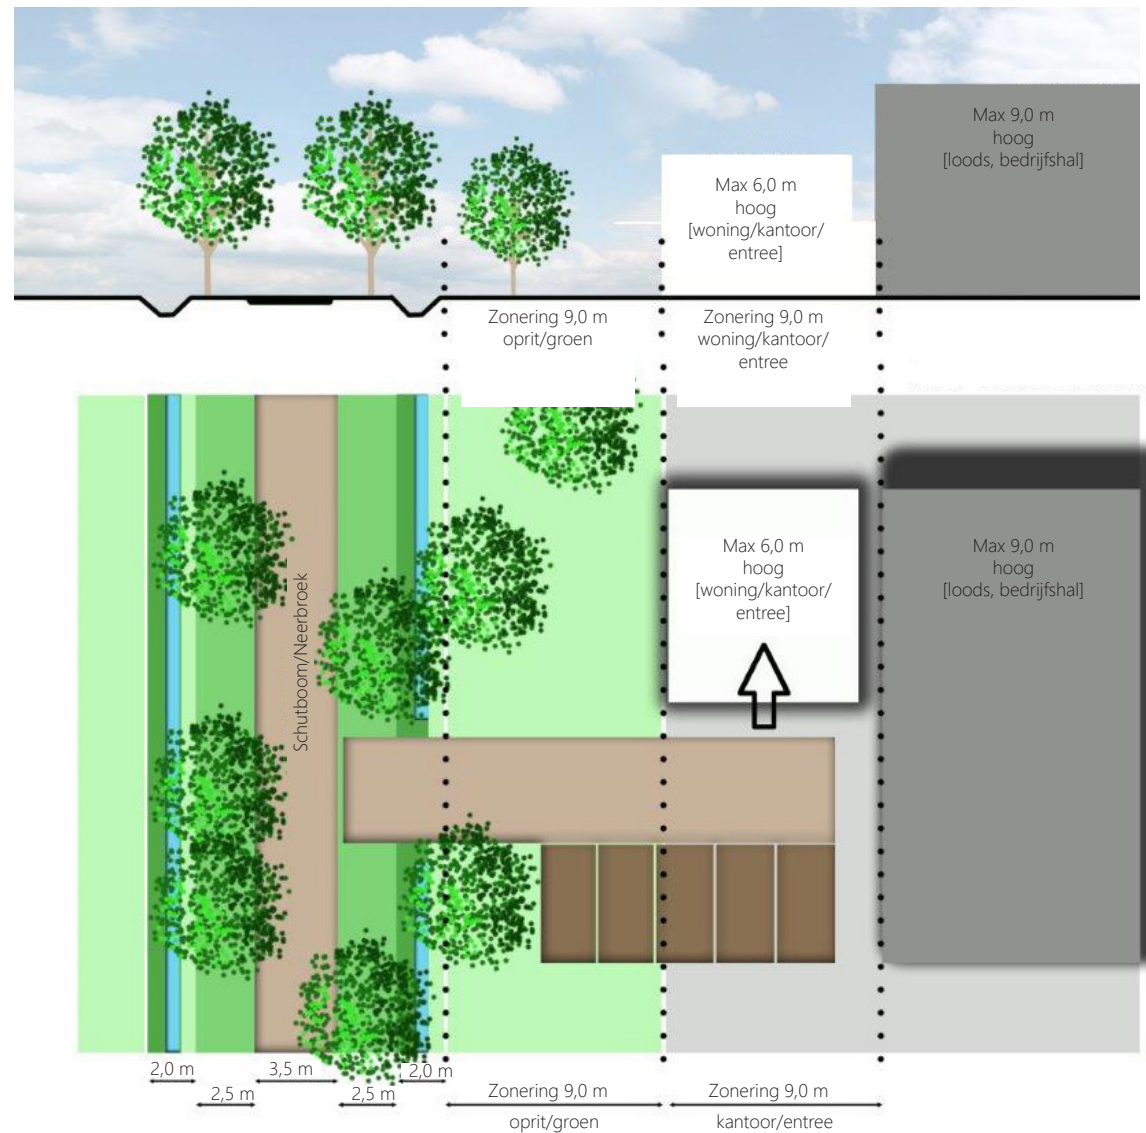 Max 9,0 m
hoog
[loods, bedrijfshal]
Max 6,0 m
hoog
[woning/kantoor/
entree]
Zonering 9,0 m
oprit/groen
Zonering 9,0 m
woning/kantoor/
entree
Schutboom/Neerbroek
Max 6,0 m
hoog
[woning/kantoor/
entree]
Max 9,0 m
hoog
[loods, bedrijfshal]
2,0 m
3,5 m
2,0 m
2,5 m
2,5 m
Zonering 9,0 m
oprit/groen
Zonering 9,0 m
kantoor/entree